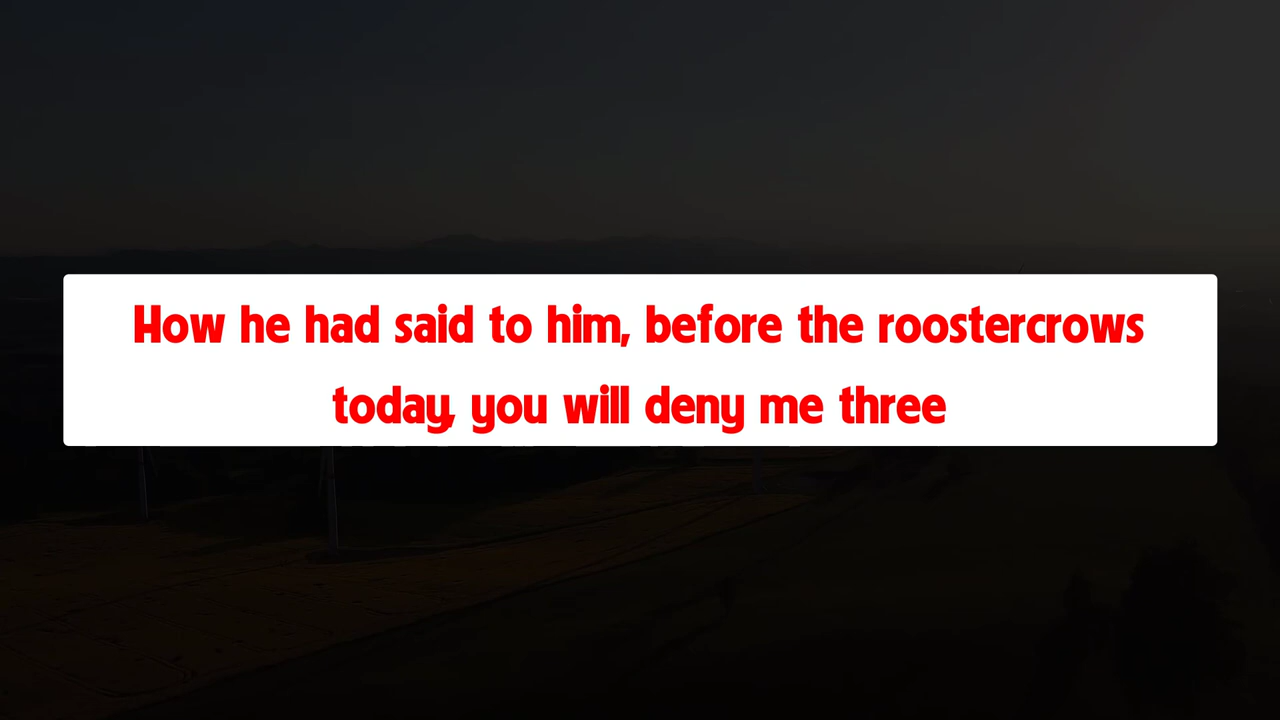 How he had said to him, before the roostercrows
today, you will deny me three